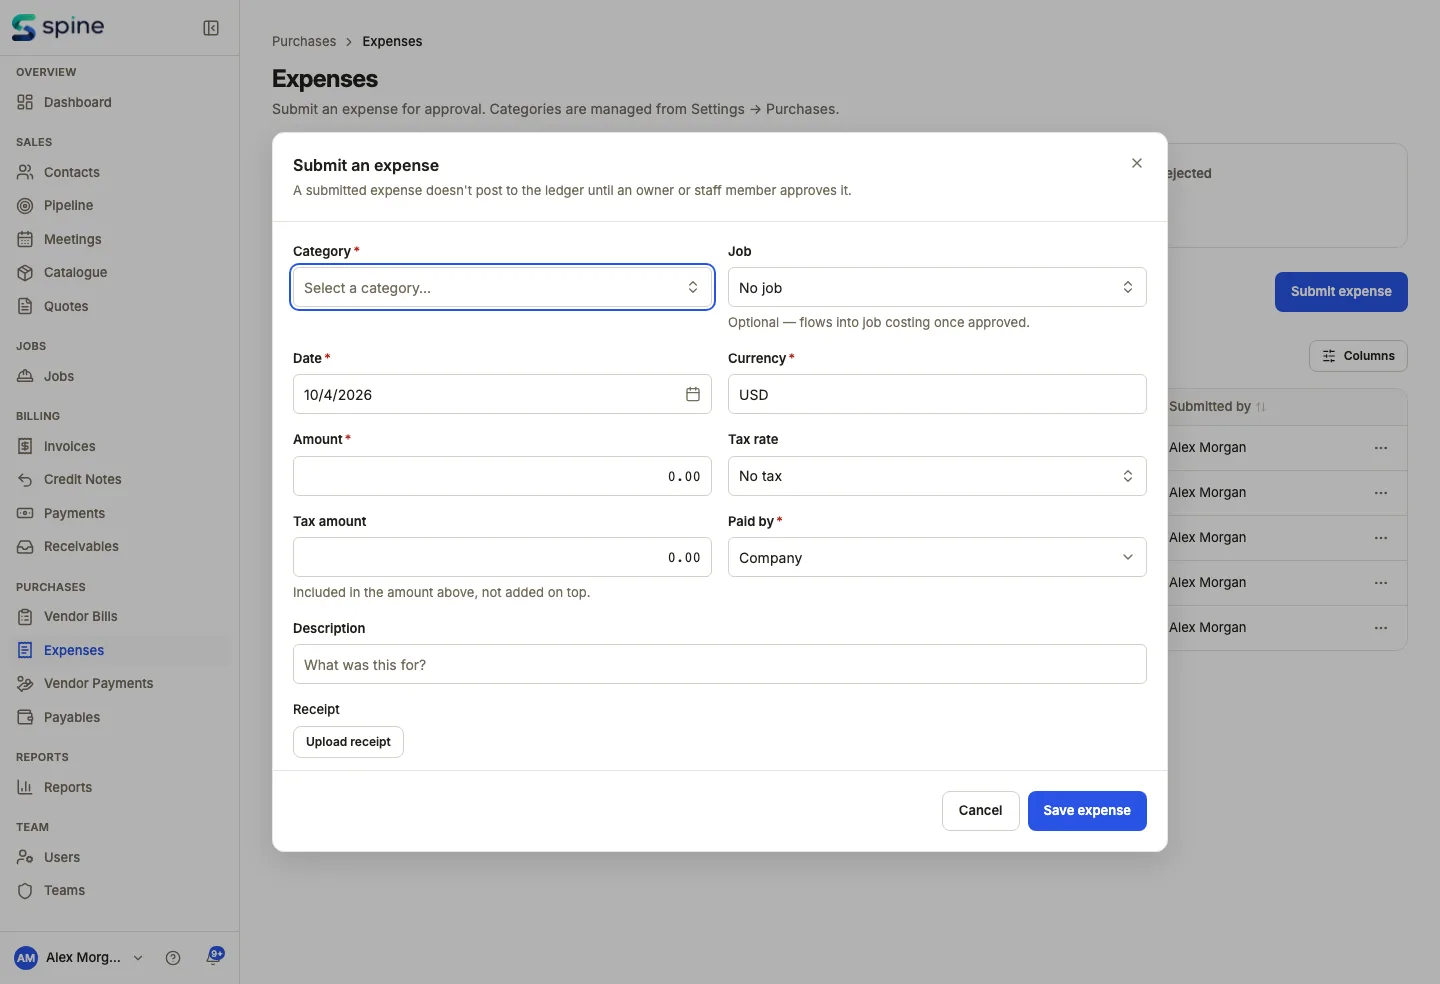 spine
OVERVIEW
Dashboard
SALES
Contacts
Pipeline
Meetings
Catalogue
Quotes
JOBS
Jobs
BILLING
Invoices
Credit Notes
Payments
Receivables
PURCHASES
Vendor Bills
Expenses
Vendor Payments
Payables
REPORTS
Reports
TEAM
Users
Teams
AM Alex Morg... 9+
Purchases > Expenses
Expenses
Submit an expense for approval. Categories are managed from Settings → Purchases.
ejected
Submit expense
Columns
Submitted by
Alex Morgan
Alex Morgan
Alex Morgan
Alex Morgan
Alex Morgan
Submit an expense
A submitted expense doesn't post to the ledger until an owner or staff member approves it.
Category* Job
Select a category... No job
Optional — flows into job costing once approved.
Date* Currency*
10/4/2026 USD
Amount* Tax rate
0.00 No tax
Tax amount Paid by*
0.00 Company
Included in the amount above, not added on top.
Description
What was this for?
Receipt
Upload receipt
Cancel Save expense